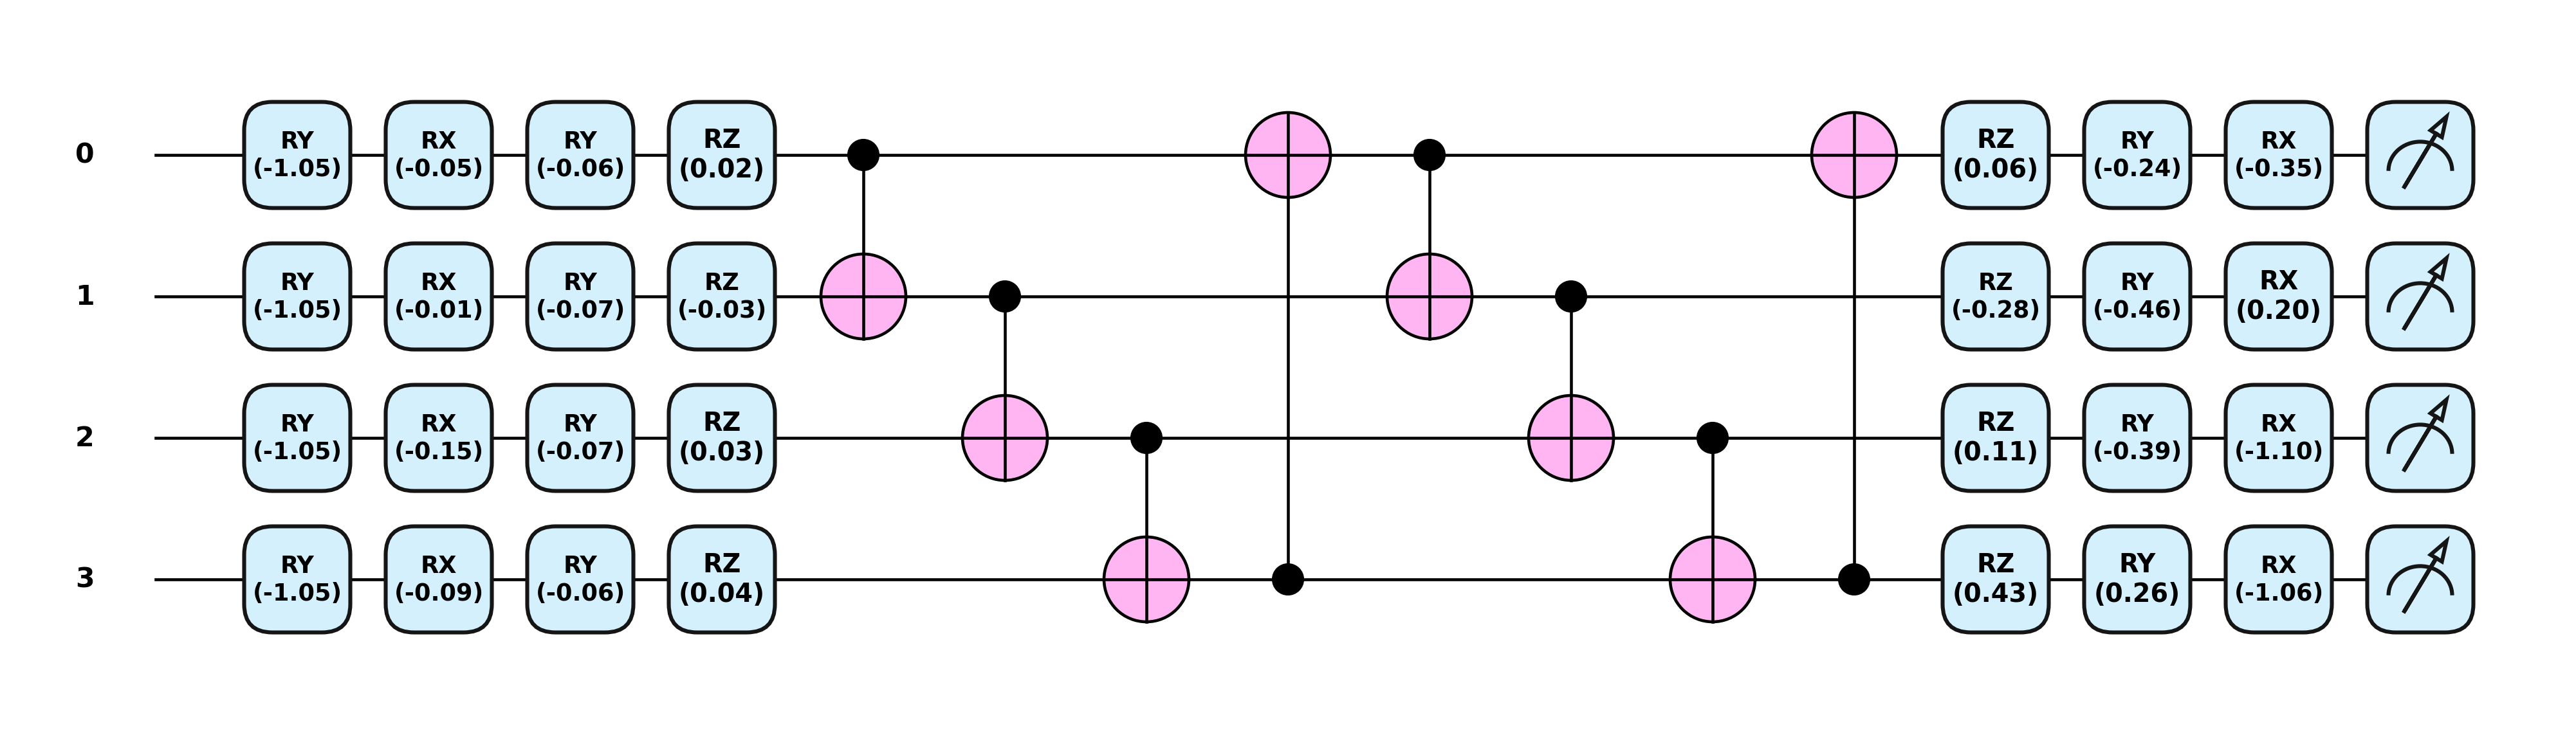 0
RY
(-1.05)
RX
(-0.05)
RY
(-0.06)
RZ
(0.02)
RZ
(0.06)
RY
(-0.24)
RX
(-0.35)
1
RY
(-1.05)
RX
(-0.01)
RY
(-0.07)
RZ
(-0.03)
RZ
(-0.28)
RY
(-0.46)
RX
(0.20)
2
RY
(-1.05)
RX
(-0.15)
RY
(-0.07)
RZ
(0.03)
RZ
(0.11)
RY
(-0.39)
RX
(-1.10)
3
RY
(-1.05)
RX
(-0.09)
RY
(-0.06)
RZ
(0.04)
RZ
(0.43)
RY
(0.26)
RX
(-1.06)